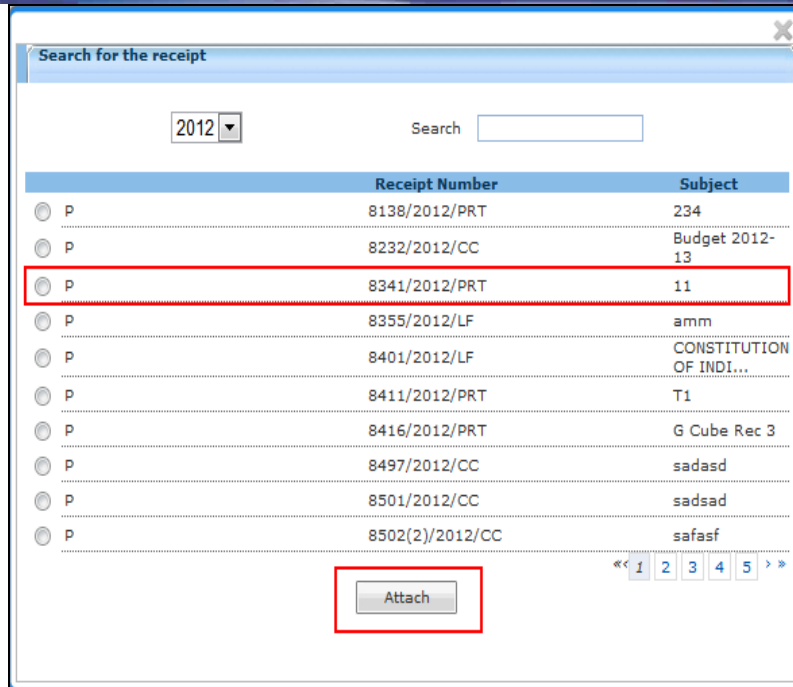 Search for the receipt
2012 Search
Receipt Number Subject
P 8138/2012/PRT 234
P 8232/2012/CC Budget 2012-
13
P 8341/2012/PRT 11
P 8355/2012/LF amm
P 8401/2012/LF CONSTITUTION
OF INDI...
P 8411/2012/PRT T1
P 8416/2012/PRT G Cube Rec 3
P 8497/2012/CC sadasd
P 8501/2012/CC sadsad
P 8502(2)/2012/CC safasf
«‹ 1 2 3 4 5 › »
Attach